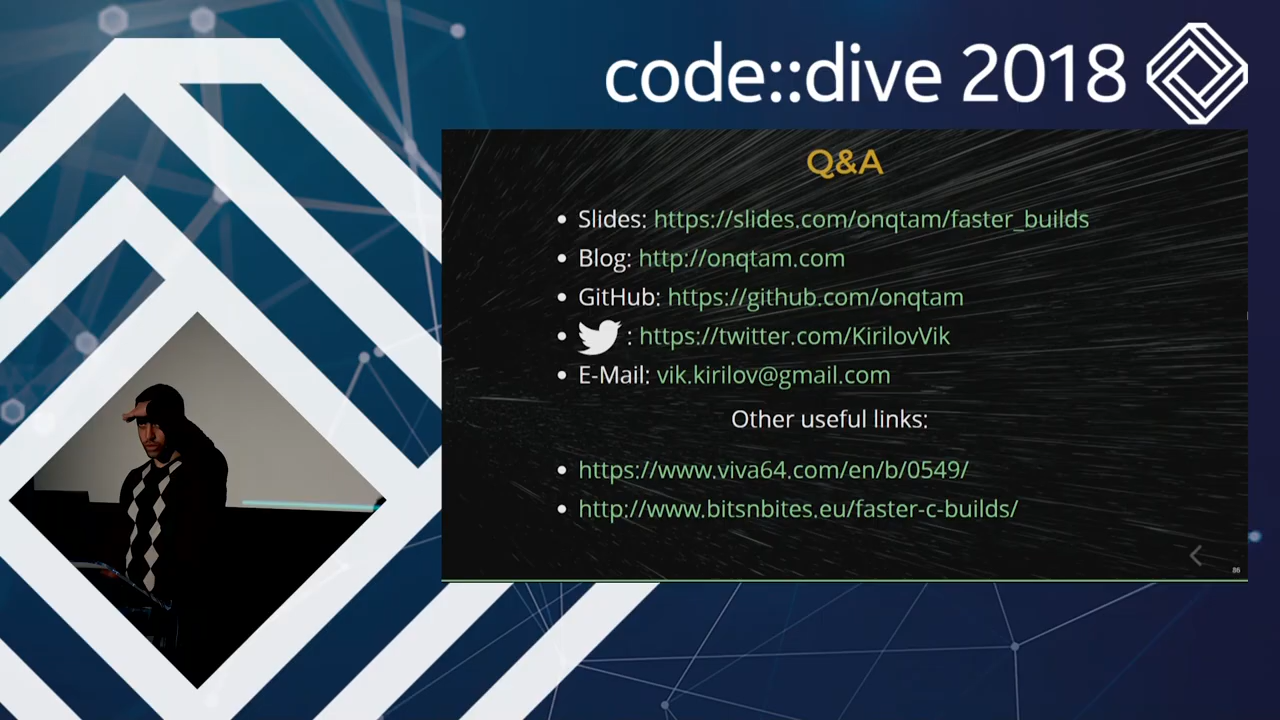 code::dive 2018
Q&A
Slides: https://slides.com/onqtam/faster_builds
Blog: http://onqtam.com
GitHub: https://github.com/onqtam
: https://twitter.com/KirilovVik
E-Mail: vik.kirilov@gmail.com
Other useful links:
https://www.viva64.com/en/b/0549/
http://www.bitsnbites.eu/faster-c-builds/
86